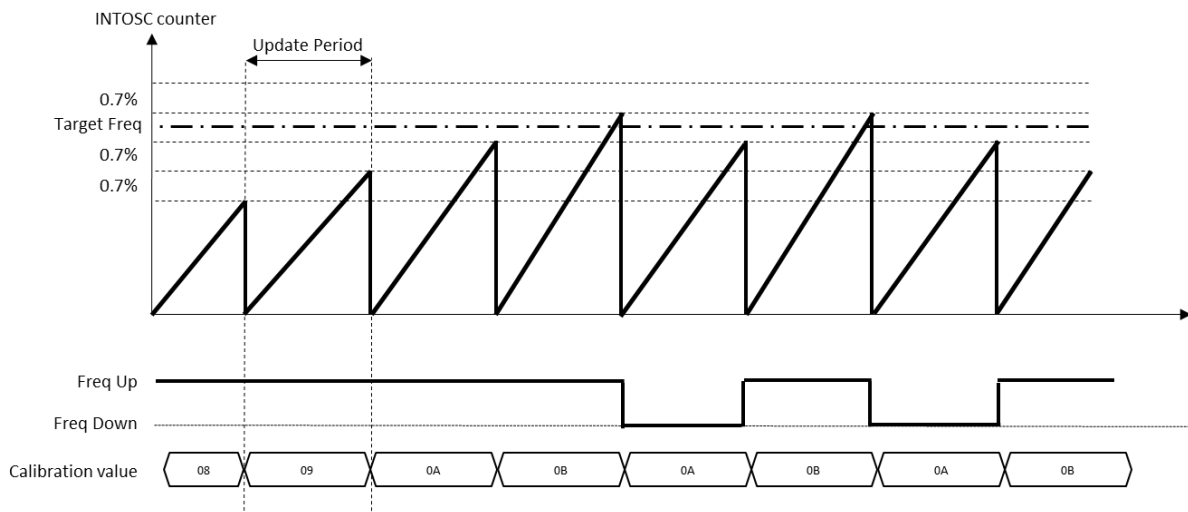 INTOSC counter
Update Period
0.7%
Target Freq
0.7%
0.7%
Freq Up
Freq Down
Calibration value 08 09 0A 0B 0A 0B 0A 0B